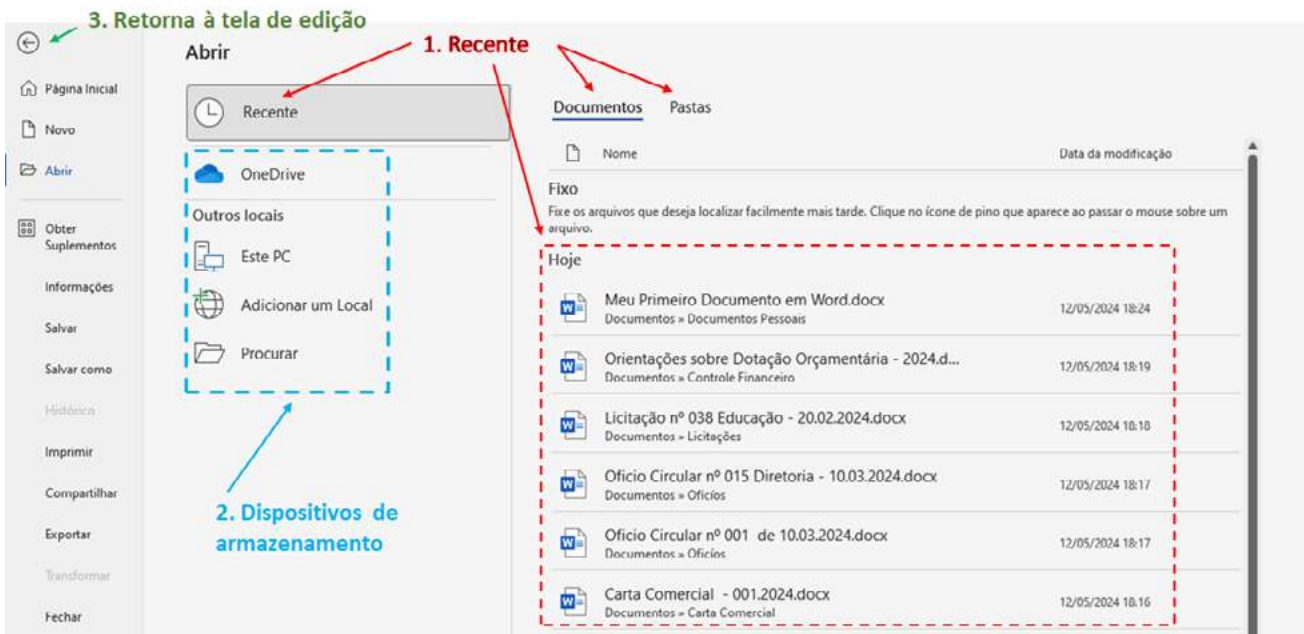 3. Retorna à tela de edição
Abrir
1. Recente
Página Inicial
Novo
Abrir
Obter
Suplementos
Informações
Salvar
Salvar como
Histórico
Imprimir
Compartilhar
Exportar
Transformar
Fechar
Recente
OneDrive
Outros locais
Este PC
Adicionar um Local
Procurar
2. Dispositivos de
armazenamento
Documentos Pastas
Nome Data da modificação
Fixo
Fixe os arquivos que deseja localizar facilmente mais tarde. Clique no ícone de pino que aparece ao passar o mouse sobre um
arquivo.
Hoje
Meu Primeiro Documento em Word.docx
Documentos » Documentos Pessoais
12/05/2024 18:24
Orientações sobre Dotação Orçamentária - 2024.d...
Documentos » Controle Financeiro
12/05/2024 18:19
Licitação nº 038 Educação - 20.02.2024.docx
Documentos » Licitações
12/05/2024 18:18
Oficio Circular nº 015 Diretoria - 10.03.2024.docx
Documentos » Ofícios
12/05/2024 18:17
Oficio Circular nº 001 de 10.03.2024.docx
Documentos » Ofícios
12/05/2024 18:17
Carta Comercial - 001.2024.docx
Documentos » Carta Comercial
12/05/2024 18:16